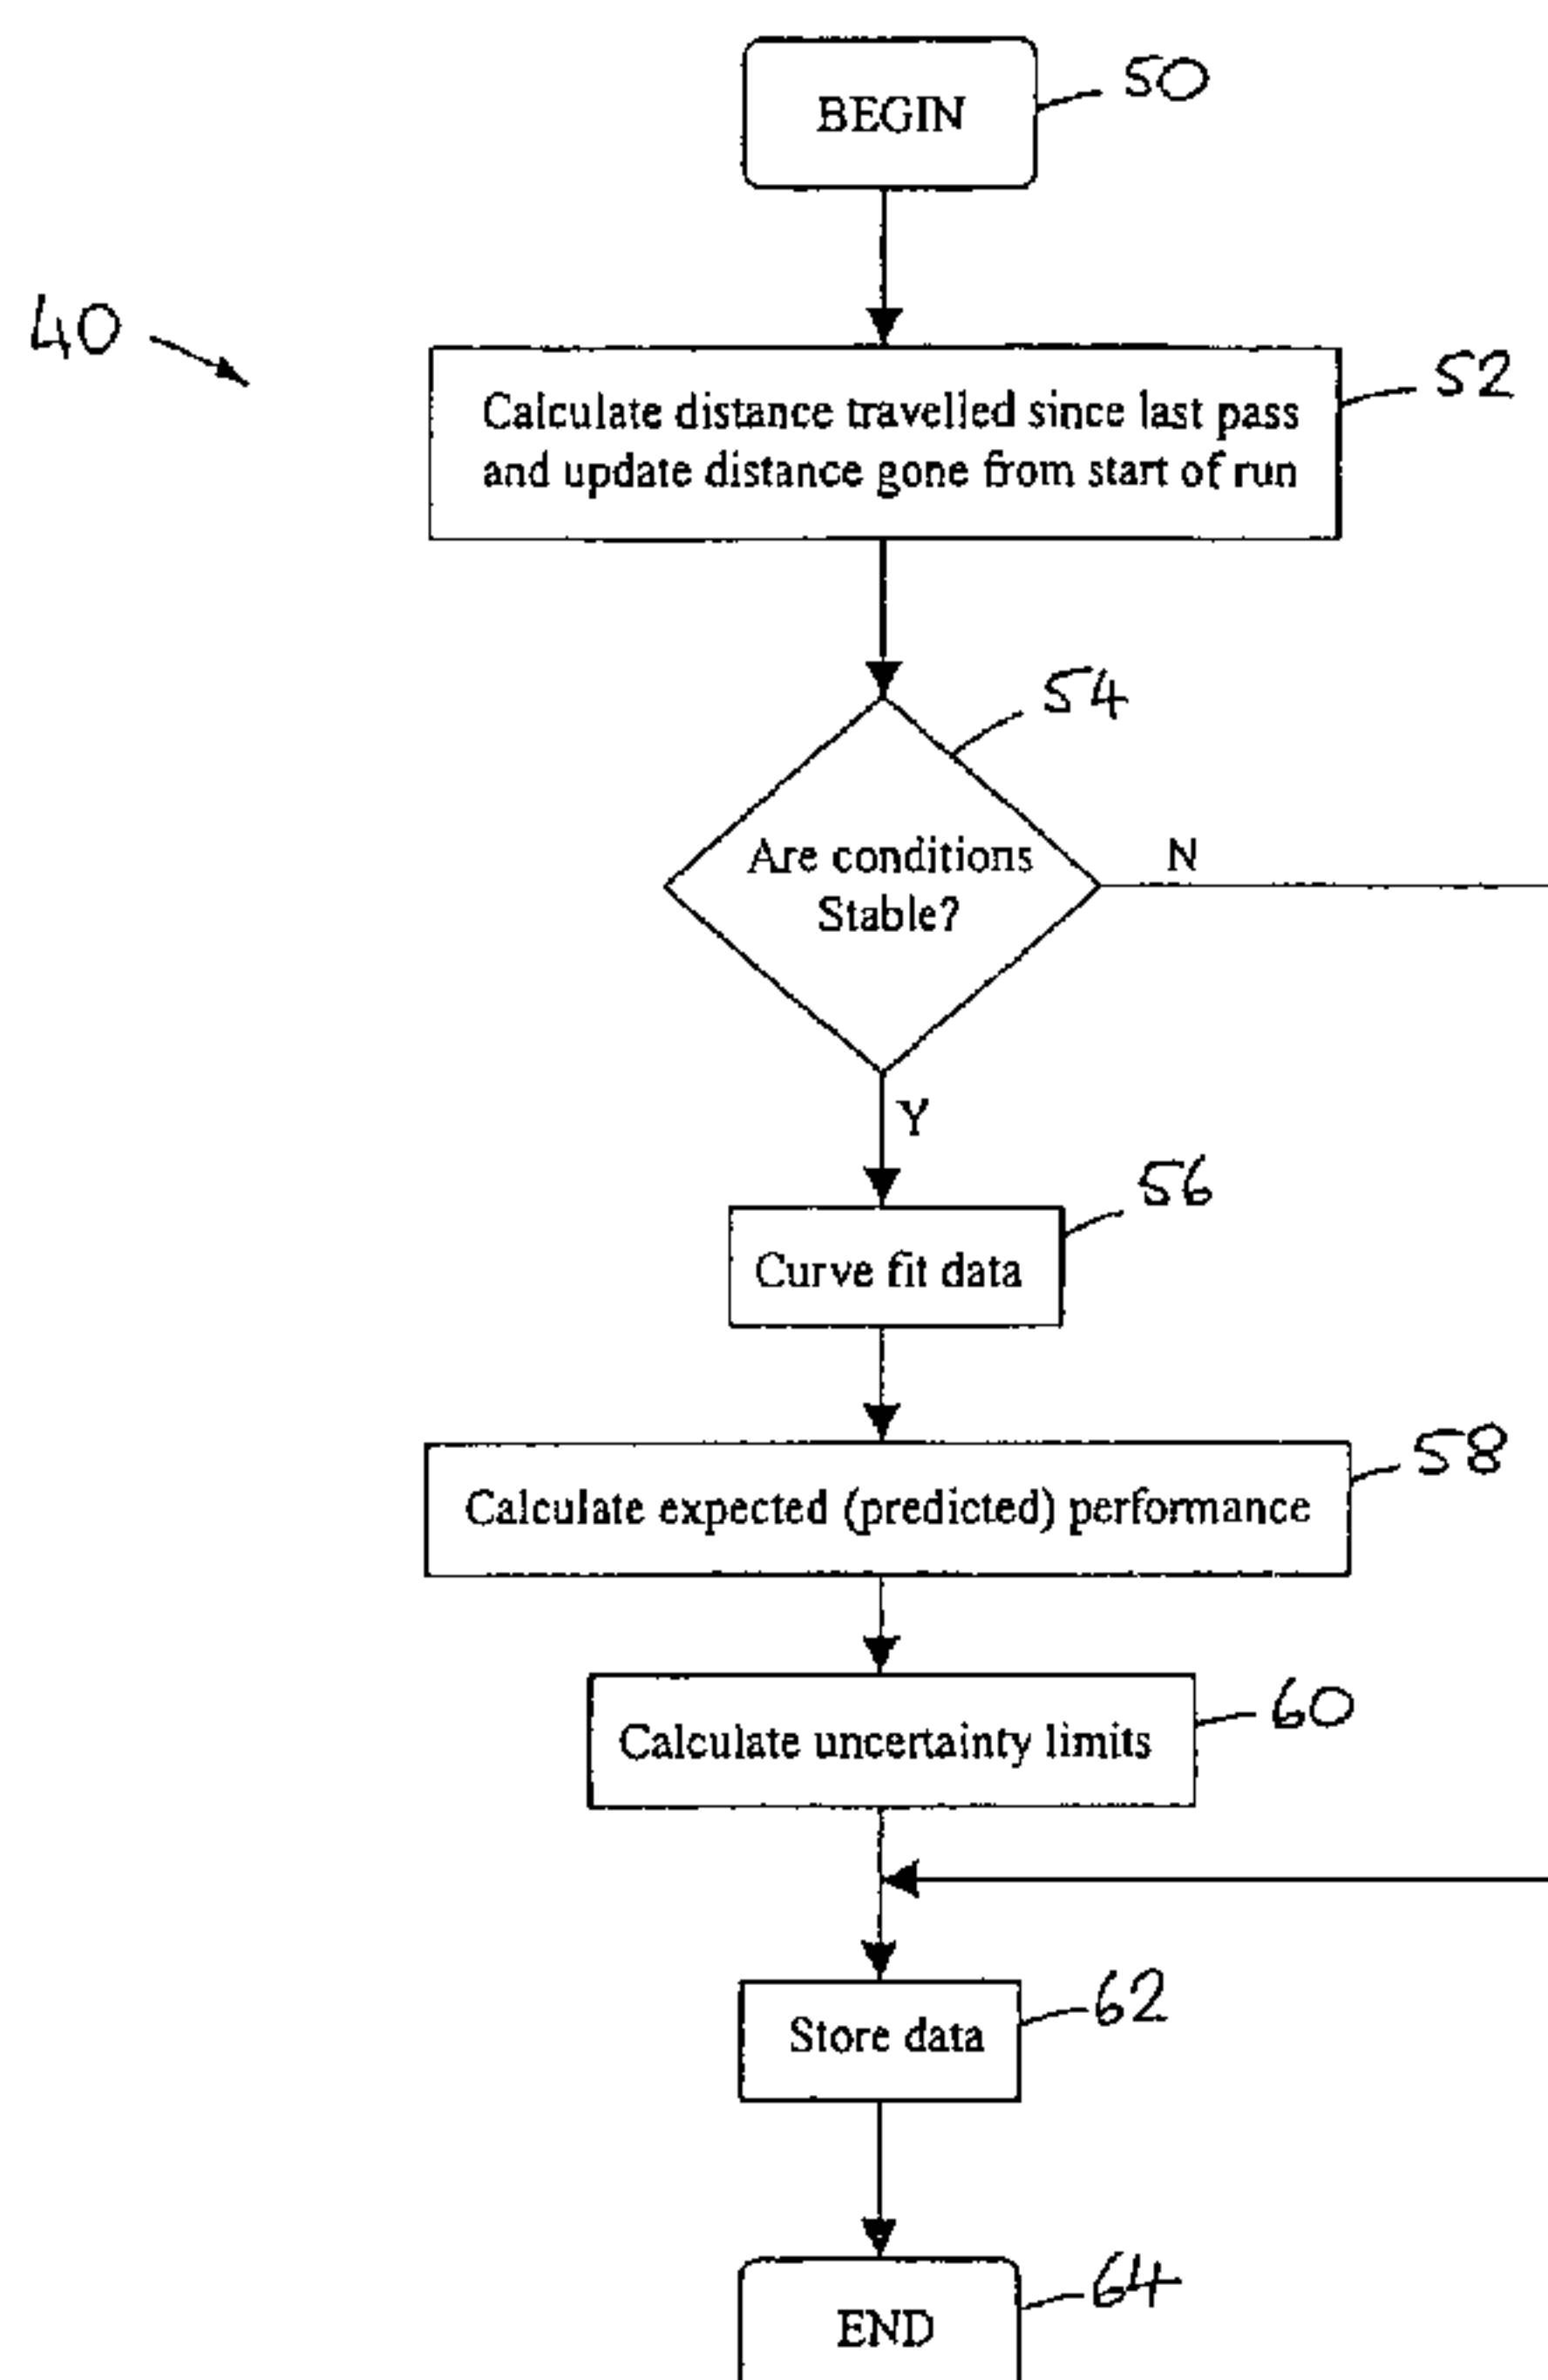 BEGIN
50
40
Calculate distance travelled since last pass
and update distance gone from start of run
52
54
Are conditions
Stable?
N
Y
56
Curve fit data
58
Calculate expected (predicted) performance
60
Calculate uncertainty limits
62
Store data
64
END